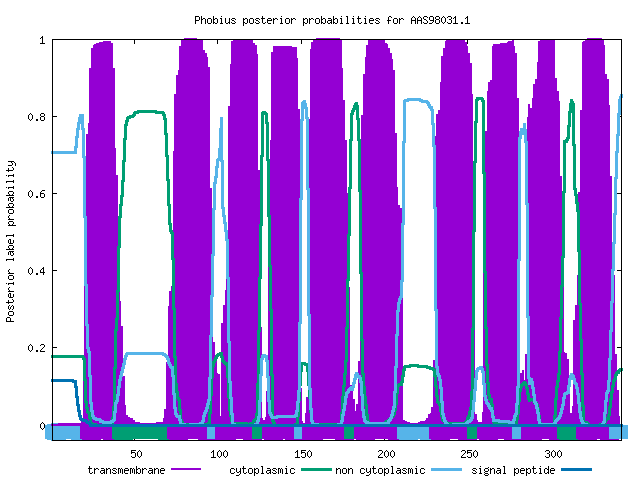 Phobius posterior probabilities for AAS98031.1
Posterior label probability
1
0.8
0.6
0.4
0.2
0
50 100 150 200 250 300
transmembrane cytoplasmic non cytoplasmic signal peptide